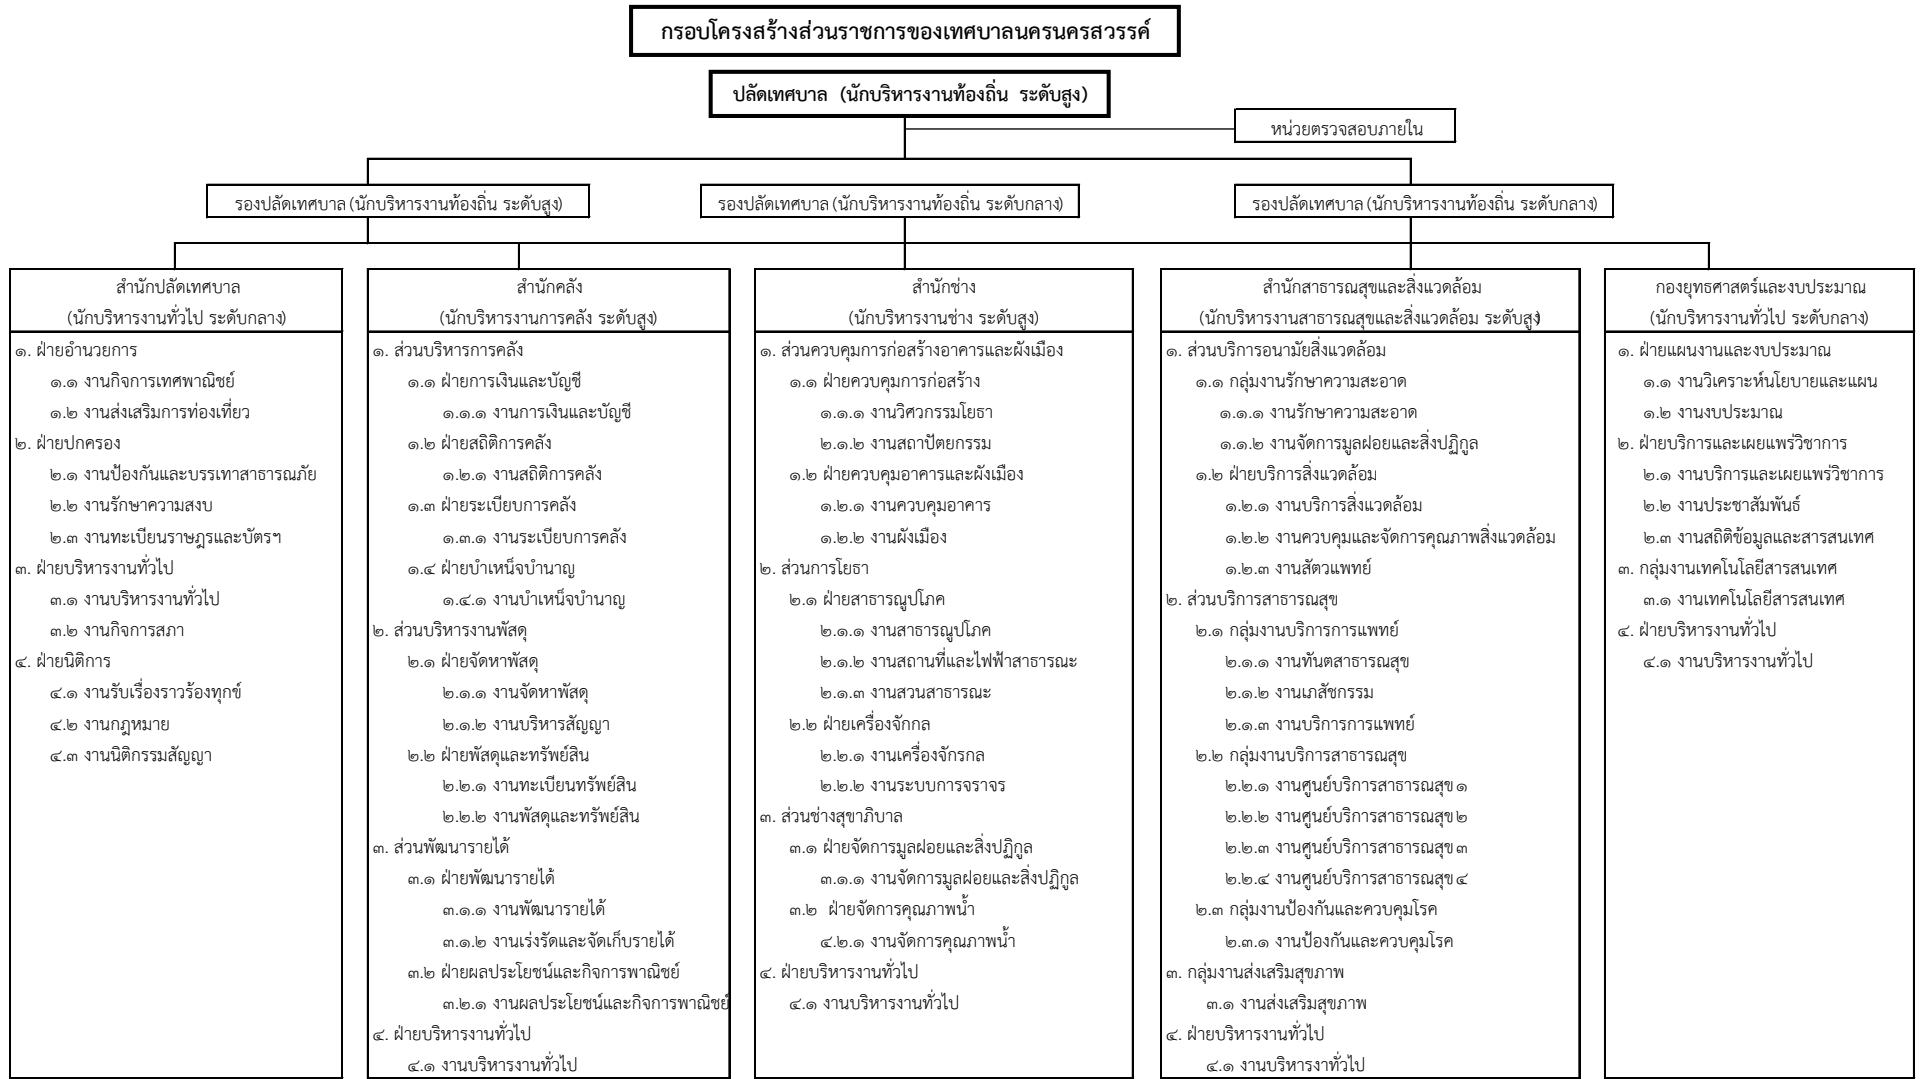 กรอบโครงสร้างส่วนราชการของเทศบาลนครนครสวรรค์
ปลัดเทศบาล (นักบริหารงานท้องถิ่น ระดับสูง)
หน่วยตรวจสอบภายใน
รองปลัดเทศบาล (นักบริหารงานท้องถิ่น ระดับสูง)
รองปลัดเทศบาล (นักบริหารงานท้องถิ่น ระดับกลาง)
รองปลัดเทศบาล (นักบริหารงานท้องถิ่น ระดับกลาง)
สำนักปลัดเทศบาล
(นักบริหารงานทั่วไป ระดับกลาง)
๑. ฝ่ายอำนวยการ
๑.๑ งานกิจการเทศพาณิชย์
๑.๒ งานส่งเสริมการท่องเที่ยว
๒. ฝ่ายปกครอง
๒.๑ งานป้องกันและบรรเทาสาธารณภัย
๒.๒ งานรักษาความสงบ
๒.๓ งานทะเบียนราษฎรและบัตรฯ
๓. ฝ่ายบริหารงานทั่วไป
๓.๑ งานบริหารงานทั่วไป
๓.๒ งานกิจการสภา
๔. ฝ่ายนิติการ
๔.๑ งานรับเรื่องราวร้องทุกข์
๔.๒ งานกฎหมาย
๔.๓ งานนิติกรรมสัญญา
สำนักคลัง
(นักบริหารงานการคลัง ระดับสูง)
๑. ส่วนบริหารการคลัง
๑.๑ ฝ่ายการเงินและบัญชี
๑.๑.๑ งานการเงินและบัญชี
๑.๒ ฝ่ายสถิติการคลัง
๑.๒.๑ งานสถิติการคลัง
๑.๓ ฝ่ายระเบียบการคลัง
๑.๓.๑ งานระเบียบการคลัง
๑.๔ ฝ่ายบำเหน็จบำนาญ
๑.๔.๑ งานบำเหน็จบำนาญ
๒. ส่วนบริหารงานพัสดุ
๒.๑ ฝ่ายจัดหาพัสดุ
๒.๑.๑ งานจัดหาพัสดุ
๒.๑.๒ งานบริหารสัญญา
๒.๒ ฝ่ายพัสดุและทรัพย์สิน
๒.๒.๑ งานทะเบียนทรัพย์สิน
๒.๒.๒ งานพัสดุและทรัพย์สิน
๓. ส่วนพัฒนารายได้
๓.๑ ฝ่ายพัฒนารายได้
๓.๑.๑ งานพัฒนารายได้
๓.๑.๒ งานเร่งรัดและจัดเก็บรายได้
๓.๒ ฝ่ายผลประโยชน์และกิจการพาณิชย์
๓.๒.๑ งานผลประโยชน์และกิจการพาณิชย์
๔. ฝ่ายบริหารงานทั่วไป
๔.๑ งานบริหารงานทั่วไป
สำนักช่าง
(นักบริหารงานช่าง ระดับสูง)
๑. ส่วนควบคุมการก่อสร้างอาคารและผังเมือง
๑.๑ ฝ่ายควบคุมการก่อสร้าง
๑.๑.๑ งานวิศวกรรมโยธา
๒.๑.๒ งานสถาปัตยกรรม
๑.๒ ฝ่ายควบคุมอาคารและผังเมือง
๑.๒.๑ งานควบคุมอาคาร
๑.๒.๒ งานผังเมือง
๒. ส่วนการโยธา
๒.๑ ฝ่ายสาธารณูปโภค
๒.๑.๑ งานสาธารณูปโภค
๒.๑.๒ งานสถานที่และไฟฟ้าสาธารณะ
๒.๑.๓ งานสวนสาธารณะ
๒.๒ ฝ่ายเครื่องจักกล
๒.๒.๑ งานเครื่องจักรกล
๒.๒.๒ งานระบบการจราจร
๓. ส่วนช่างสุขาภิบาล
๓.๑ ฝ่ายจัดการมูลฝอยและสิ่งปฏิกูล
๓.๑.๑ งานจัดการมูลฝอยและสิ่งปฏิกูล
๓.๒ ฝ่ายจัดการคุณภาพน้ำ
๔.๒.๑ งานจัดการคุณภาพน้ำ
๔. ฝ่ายบริหารงานทั่วไป
๔.๑ งานบริหารงานทั่วไป
สำนักสาธารณสุขและสิ่งแวดล้อม
(นักบริหารงานสาธารณสุขและสิ่งแวดล้อม ระดับสูง)
๑. ส่วนบริการอนามัยสิ่งแวดล้อม
๑.๑ กลุ่มงานรักษาความสะอาด
๑.๑.๑ งานรักษาความสะอาด
๑.๑.๒ งานจัดการมูลฝอยและสิ่งปฏิกูล
๑.๒ ฝ่ายบริการสิ่งแวดล้อม
๑.๒.๑ งานบริการสิ่งแวดล้อม
๑.๒.๒ งานควบคุมและจัดการคุณภาพสิ่งแวดล้อม
๑.๒.๓ งานสัตวแพทย์
๒. ส่วนบริการสาธารณสุข
๒.๑ กลุ่มงานบริการการแพทย์
๒.๑.๑ งานทันตสาธารณสุข
๒.๑.๒ งานเภสัชกรรม
๒.๑.๓ งานบริการการแพทย์
๒.๒ กลุ่มงานบริการสาธารณสุข
๒.๒.๑ งานศูนย์บริการสาธารณสุข ๑
๒.๒.๒ งานศูนย์บริการสาธารณสุข ๒
๒.๒.๓ งานศูนย์บริการสาธารณสุข ๓
๒.๒.๔ งานศูนย์บริการสาธารณสุข ๔
๒.๓ กลุ่มงานป้องกันและควบคุมโรค
๒.๓.๑ งานป้องกันและควบคุมโรค
๓. กลุ่มงานส่งเสริมสุขภาพ
๓.๑ งานส่งเสริมสุขภาพ
๔. ฝ่ายบริหารงานทั่วไป
๔.๑ งานบริหารงาทั่วไป
กองยุทธศาสตร์และงบประมาณ
(นักบริหารงานทั่วไป ระดับกลาง)
๑. ฝ่ายแผนงานและงบประมาณ
๑.๑ งานวิเคราะห์นโยบายและแผน
๑.๒ งานงบประมาณ
๒. ฝ่ายบริการและเผยแพร่วิชาการ
๒.๑ งานบริการและเผยแพร่วิชาการ
๒.๒ งานประชาสัมพันธ์
๒.๓ งานสถิติข้อมูลและสารสนเทศ
๓. กลุ่มงานเทคโนโลยีสารสนเทศ
๓.๑ งานเทคโนโลยีสารสนเทศ
๔. ฝ่ายบริหารงานทั่วไป
๔.๑ งานบริหารงานทั่วไป